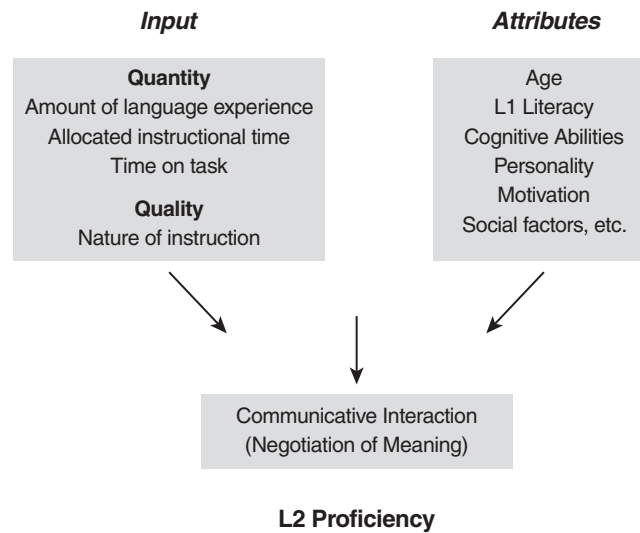 Input
Quantity
Amount of language experience
Allocated instructional time
Time on task
Quality
Nature of instruction
Attributes
Age
L1 Literacy
Cognitive Abilities
Personality
Motivation
Social factors, etc.
Communicative Interaction
(Negotiation of Meaning)
L2 Proficiency